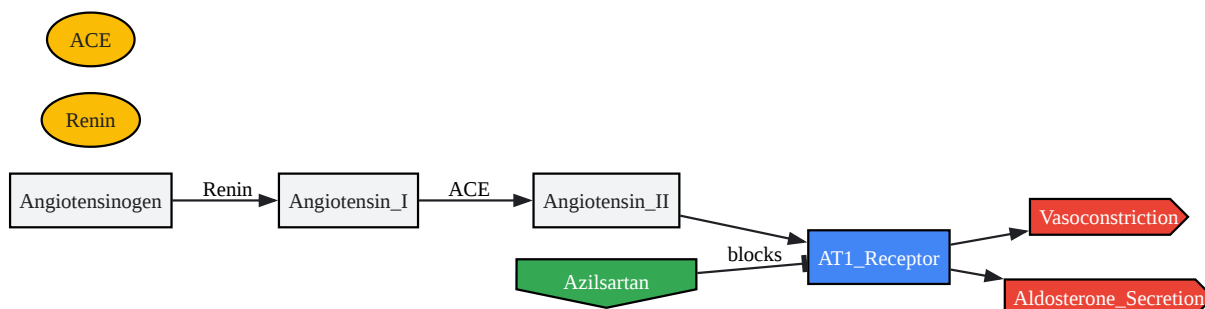 ACE
Renin
Angiotensinogen
Renin
Angiotensin_I
ACE
Angiotensin_II
blocks
AT1_Receptor
Vasoconstriction
Azilsartan
Aldosterone_Secretion